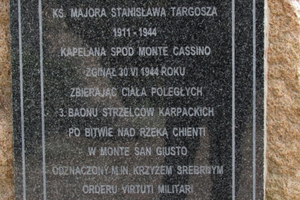 KS. MAJORA STANISŁAWA TARGOSZA
1911 - 1944
KAPELANA SPOD MONTE CASSINO
ZGINĄŁ 30 VI 1944 ROKU
ZBIERAJĄC CIAŁA POLEGŁYCH
3. BAONU STRZELCÓW KARPACKICH
PO BITWIE NAD RZEKĄ CHIENTI
W MONTE SAN GIUSTO
ODZNACZONY M.IN. KRZYŻEM SREBRNYM
ORDERU VIRTUTI MILITARI